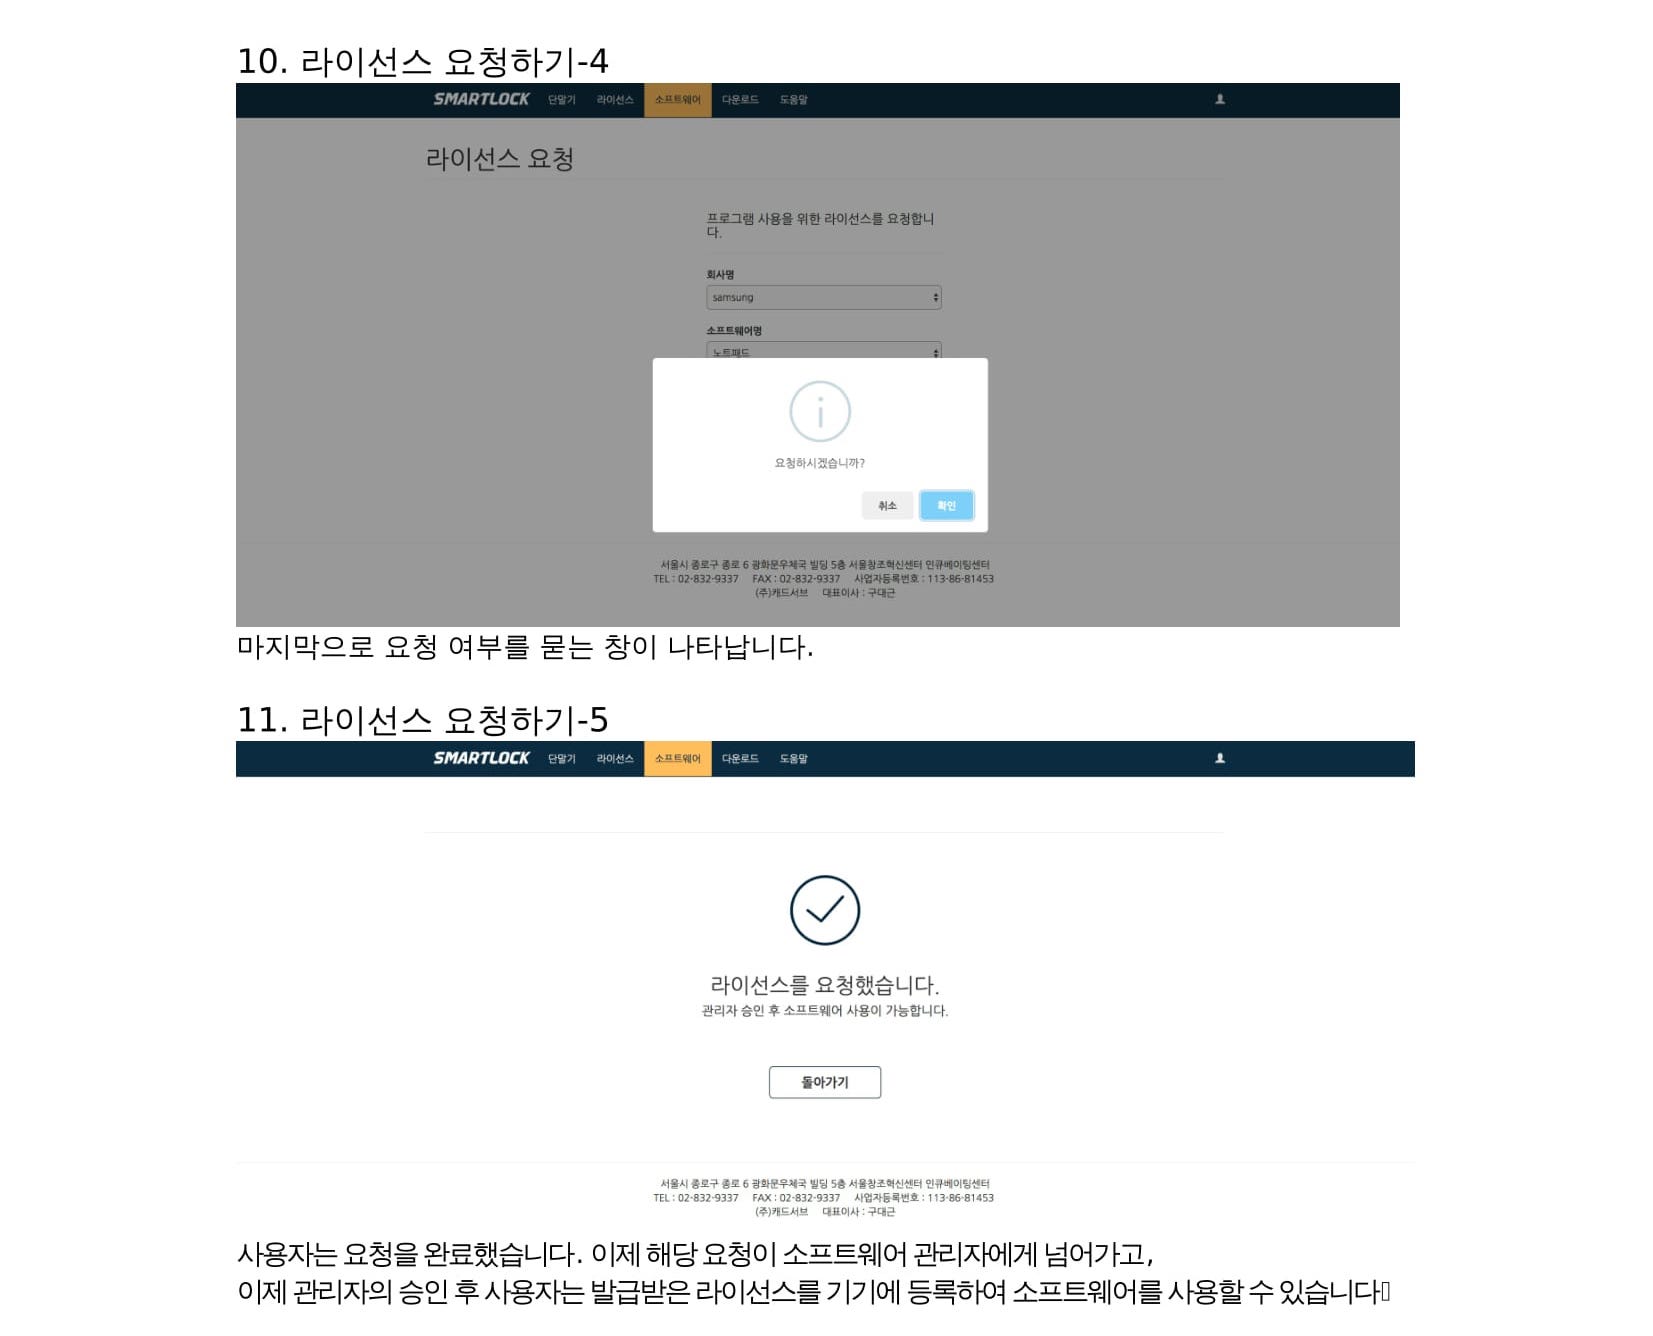 10. 라이선스 요청하기-4
SMARTLOCK 단말기 라이선스 소프트웨어 다운로드 도움말
라이선스 요청
프로그램 사용을 위한 라이선스를 요청합니
다.
회사명
samsung
소프트웨어명
노트패드
요청하시겠습니까?
취소 확인
서울시 종로구 종로 6 광화문우체국 빌딩 5층 서울창조혁신센터 인큐베이팅센터
TEL : 02-832-9337 FAX : 02-832-9337 사업자등록번호 : 113-86-81453
(주)캐드서브 대표이사 : 구대근
마지막으로 요청 여부를 묻는 창이 나타납니다.
11. 라이선스 요청하기-5
SMARTLOCK 단말기 라이선스 소프트웨어 다운로드 도움말
라이선스를 요청했습니다.
관리자 승인 후 소프트웨어 사용이 가능합니다.
돌아가기
서울시 종로구 종로 6 광화문우체국 빌딩 5층 서울창조혁신센터 인큐베이팅센터
TEL : 02-832-9337 FAX : 02-832-9337 사업자등록번호 : 113-86-81453
(주)캐드서브 대표이사 : 구대근
사용자는 요청을 완료했습니다. 이제 해당 요청이 소프트웨어 관리자에게 넘어가고,
이제 관리자의 승인 후 사용자는 발급받은 라이선스를 기기에 등록하여 소프트웨어를 사용할 수 있습니다